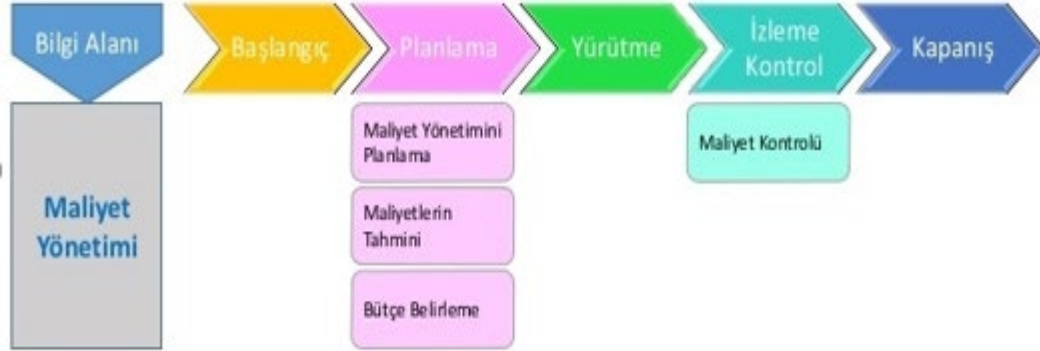 Bilgi Alanı
Başlangıç
Planlama
Yürütme
İzleme
Kontrol
Kapanış
Maliyet
Yönetimi
Maliyet Yönetimini
Planlama
Maliyetlerin
Tahmini
Bütçe Belirleme
Maliyet Kontrolü